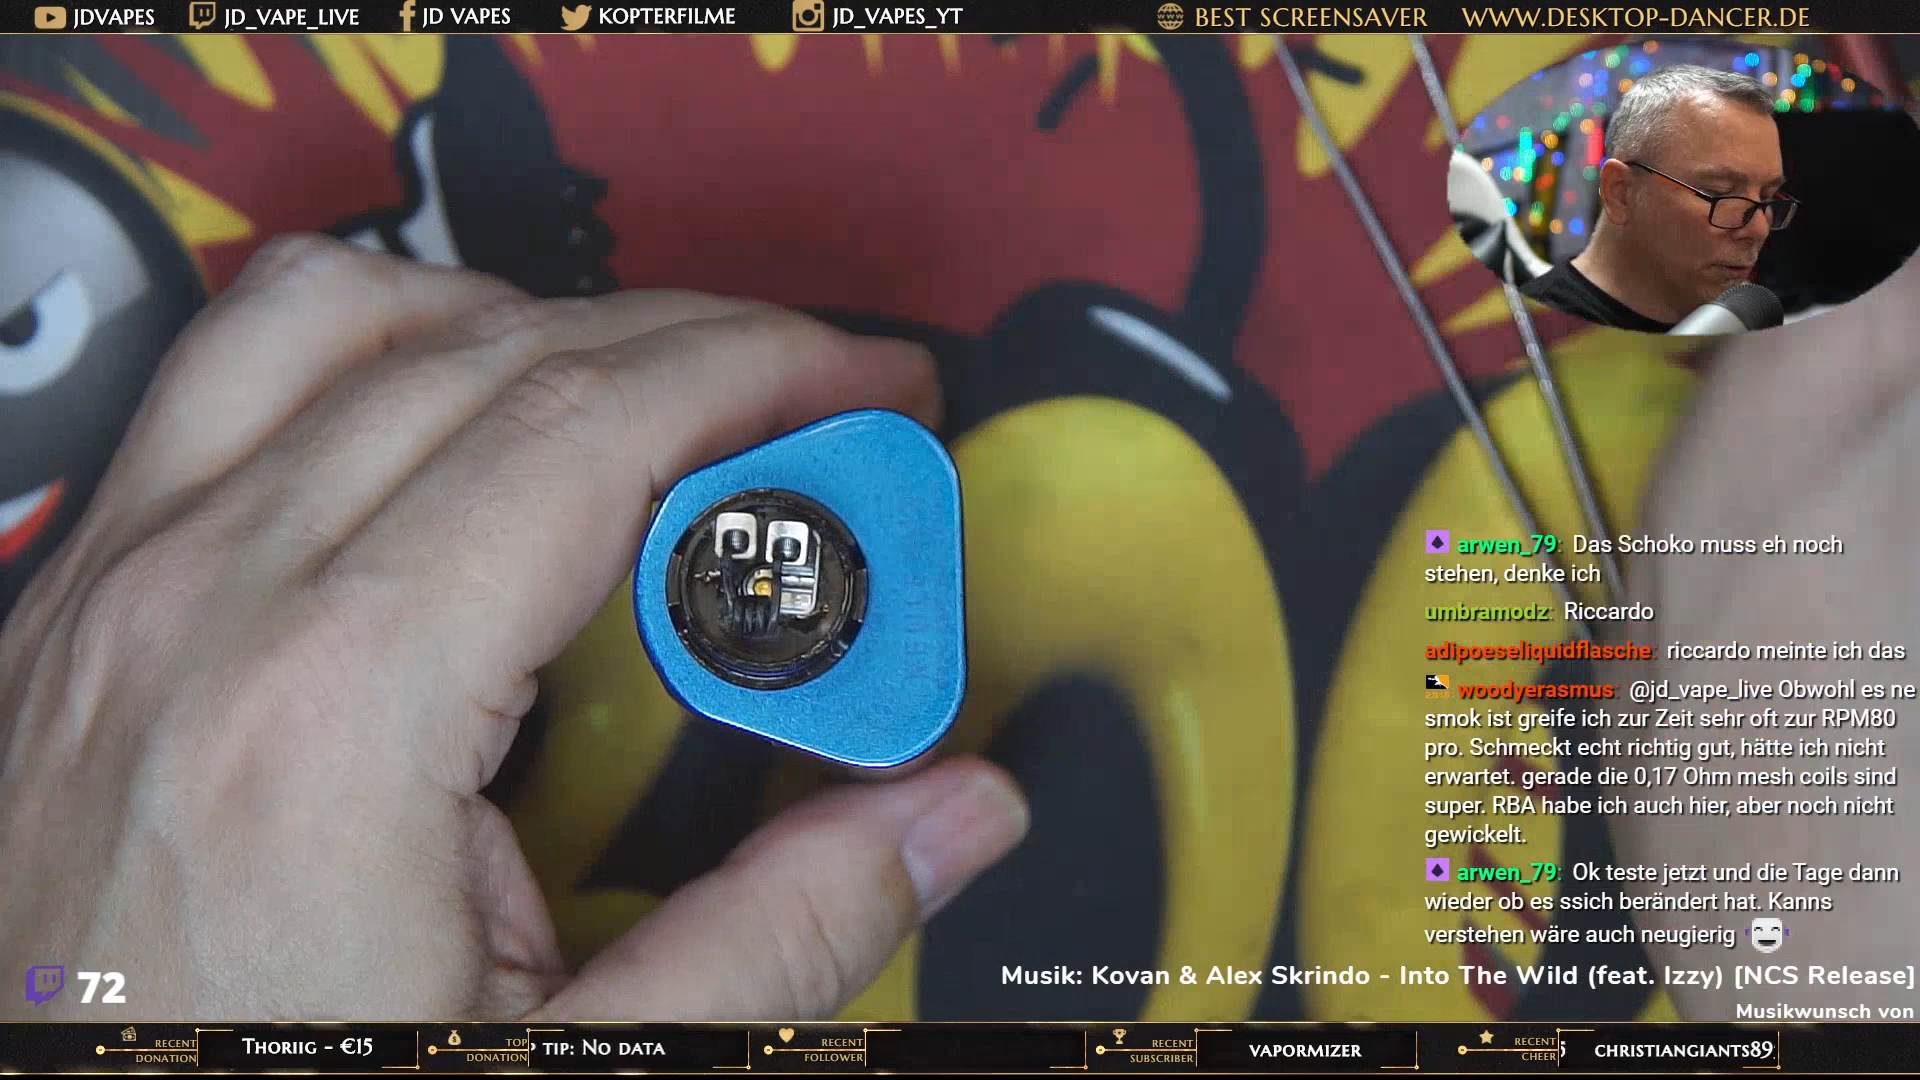 JDVAPES JD_VAPE_LIVE JD VAPES KOPTERFILME JD_VAPES_YT BEST SCREENSAVER WWW.DESKTOP-DANCER.DE
arwen_79: Das Schoko muss eh noch
stehen, denke ich
umbramodz: Riccardo
adipoeseliquidflasche: riccardo meinte ich das
woodyerasmus: @jd_vape_live Obwohl es ne
smok ist greife ich zur Zeit sehr oft zur RPM80
pro. Schmeckt echt richtig gut, hätte ich nicht
erwartet. gerade die 0,17 Ohm mesh coils sind
super. RBA habe ich auch hier, aber noch nicht
gewickelt.
arwen_79: Ok teste jetzt und die Tage dann
wieder ob es ssich berändert hat. Kanns
verstehen wäre auch neugierig
72
Musik: Kovan & Alex Skrindo - Into The Wild (feat. Izzy) [NCS Release]
Musikwunsch von
RECENT
DONATION
Thoriig - €15
TOP
DONATION
tip: No data
RECENT
FOLLOWER
RECENT
SUBSCRIBER
VAPORMIZER
RECENT
CHEER
CHRISTIANGIANTS89